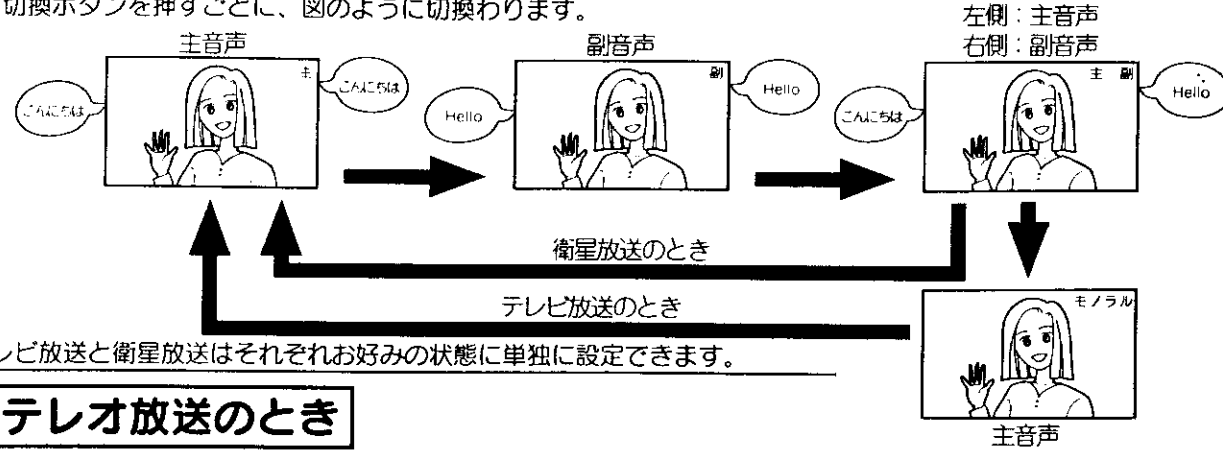 切換ボタンを押すごとに、図のように切換わります。
主音声
主
こんにちは
こんにちは
副音声
副
Hello
Hello
左側：主音声
右側：副音声
主 副
こんにちは
Hello
衛星放送のとき
テレビ放送のとき
モノラル
主音声
レビ放送と衛星放送はそれぞれお好みの状態に単独に設定できます。
テレオ放送のとき